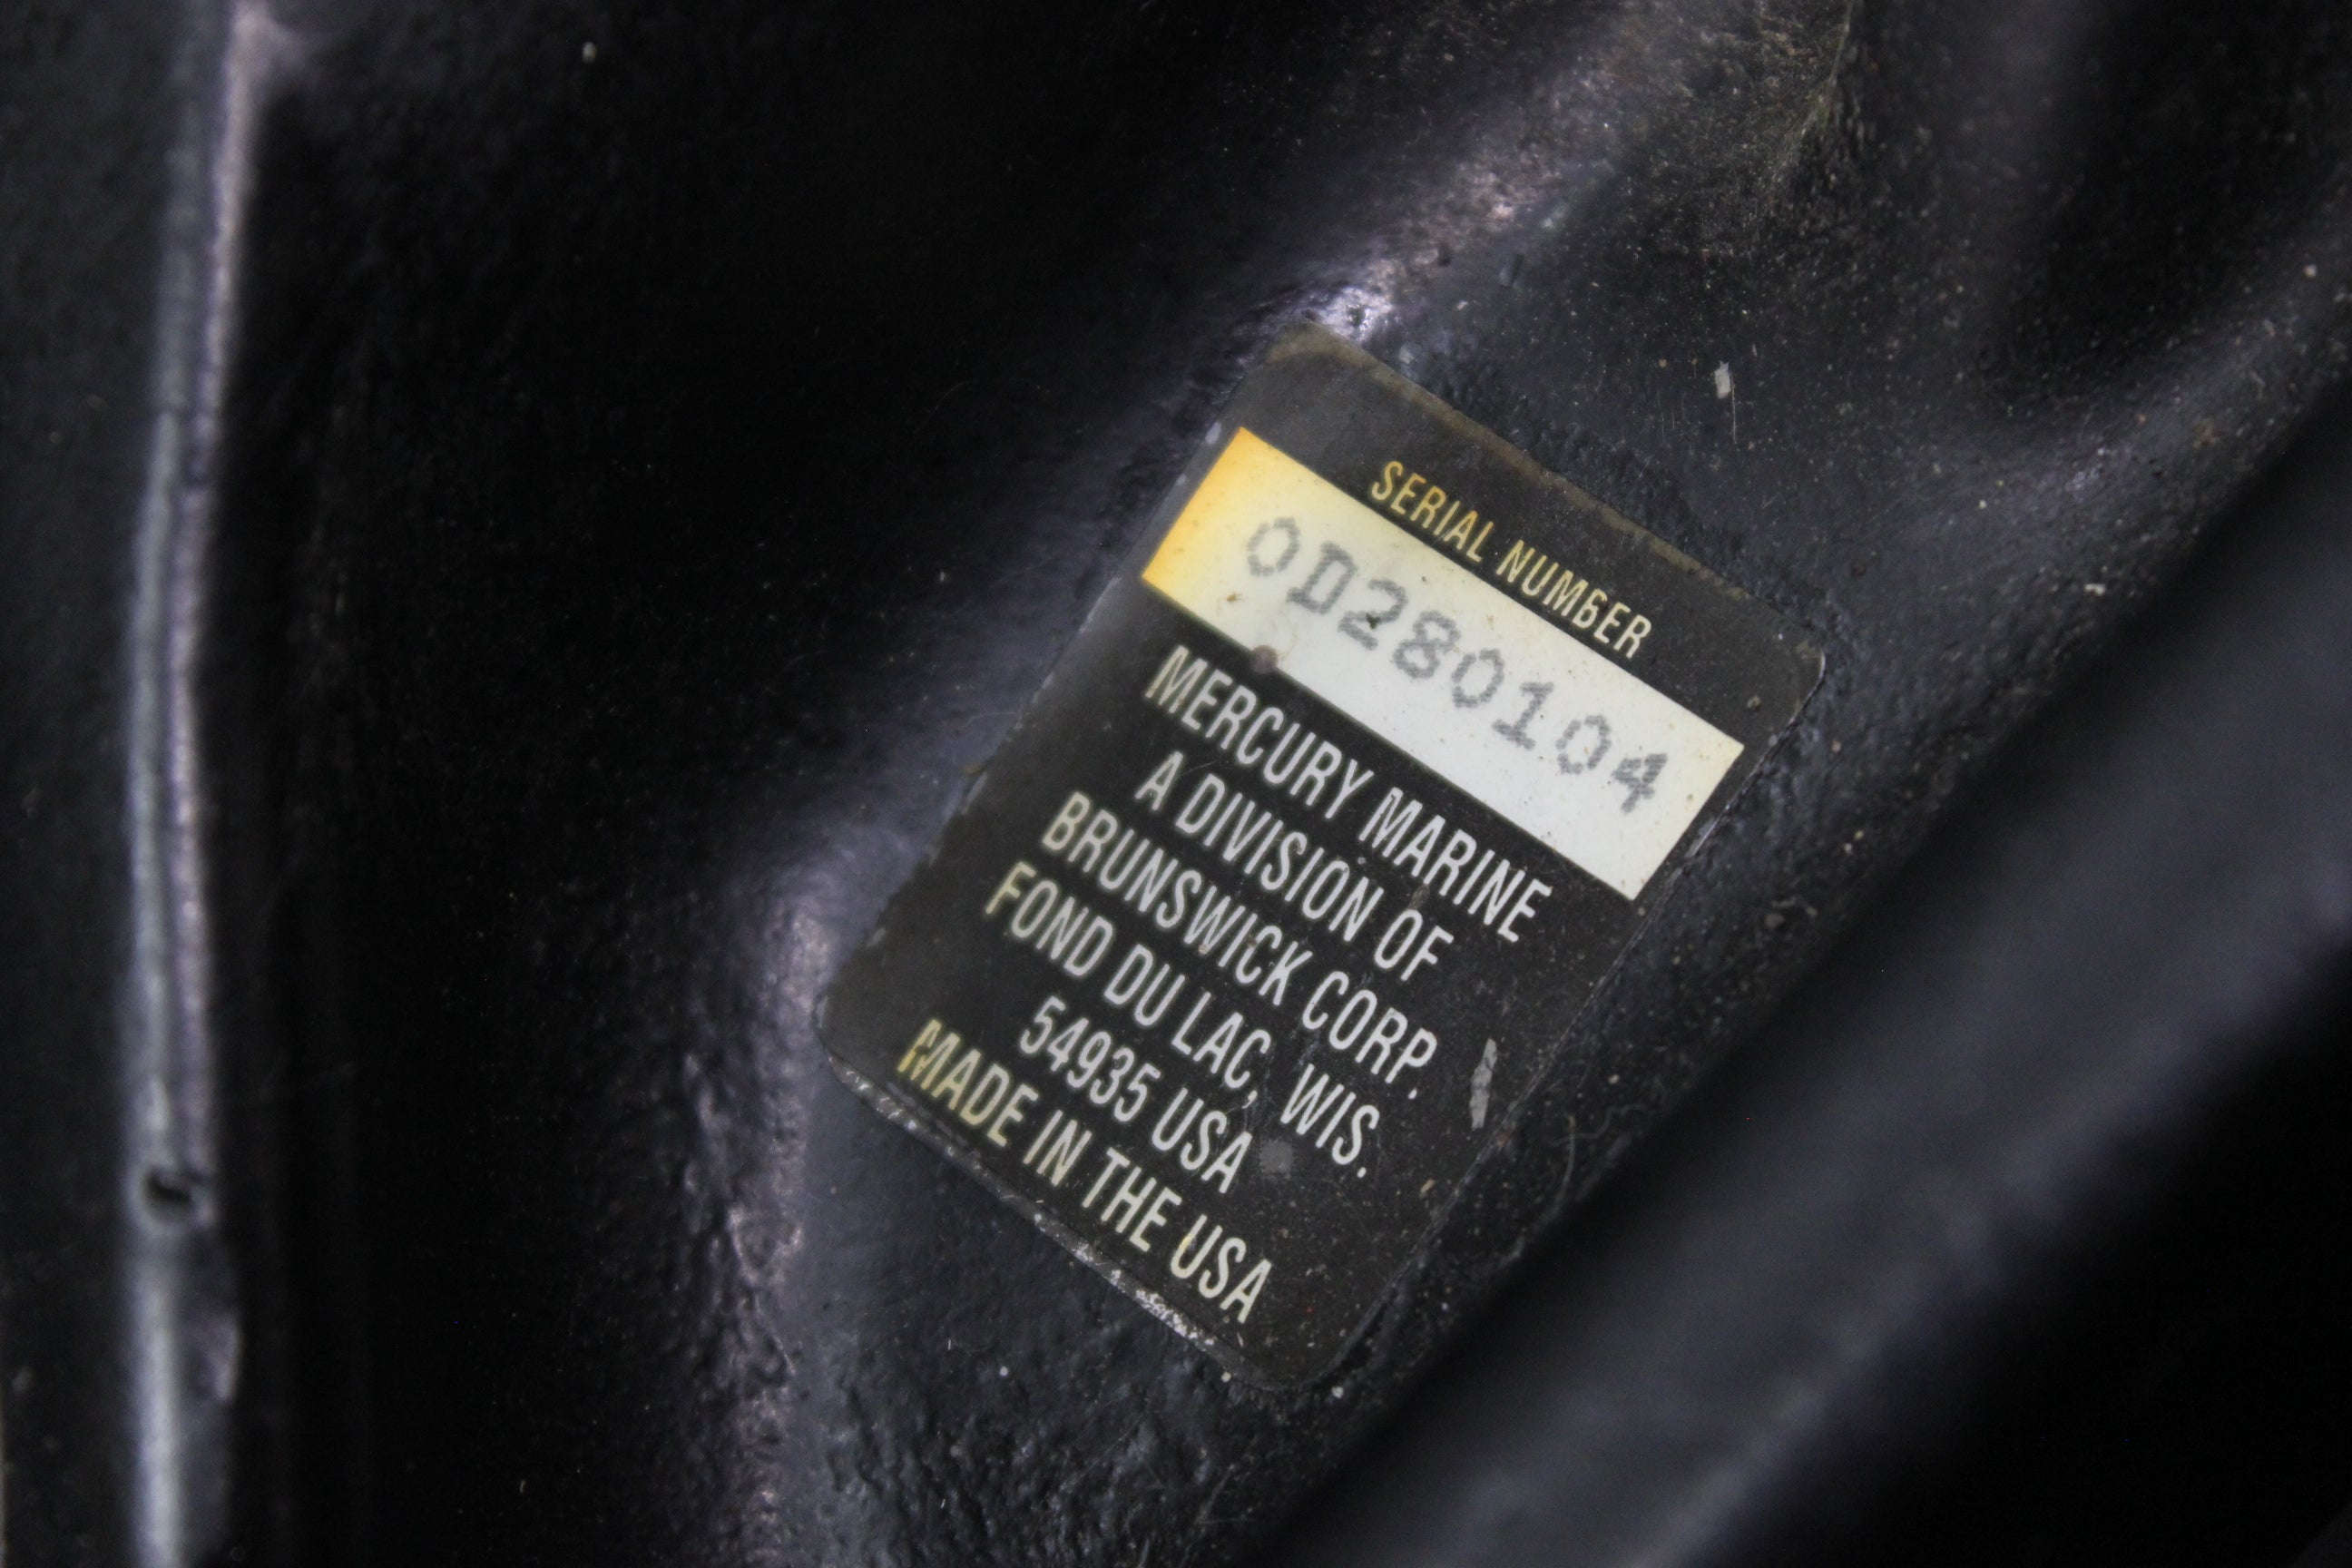 SERIAL NUMBER
0D280104
MERCURY MARINE
A DIVISION OF
BRUNSWICK CORP.
FOND DU LAC, WIS.
54935 USA
MADE IN THE USA